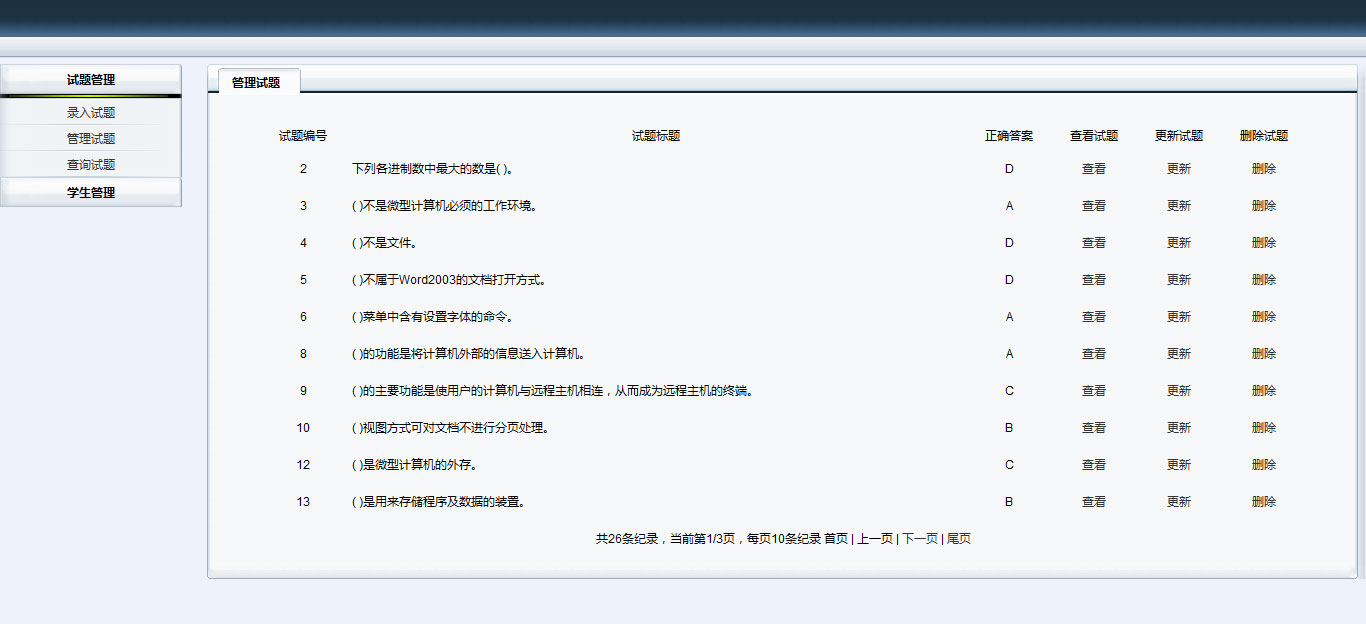 试题管理
录入试题
管理试题
查询试题
学生管理
管理试题
试题编号 试题标题 正确答案 查看试题 更新试题 删除试题
2 下列各进制数中最大的数是( )。 D 查看 更新 删除
3 ( )不是微型计算机必须的工作环境。 A 查看 更新 删除
4 ( )不是文件。 D 查看 更新 删除
5 ( )不属于Word2003的文档打开方式。 D 查看 更新 删除
6 ( )菜单中含有设置字体的命令。 A 查看 更新 删除
8 ( )的功能是将计算机外部的信息送入计算机。 A 查看 更新 删除
9 ( )的主要功能是使用户的计算机与远程主机相连，从而成为远程主机的终端。 C 查看 更新 删除
10 ( )视图方式可对文档不进行分页处理。 B 查看 更新 删除
12 ( )是微型计算机的外存。 C 查看 更新 删除
13 ( )是用来存储程序及数据的装置。 B 查看 更新 删除
共26条纪录，当前第1/3页，每页10条纪录 首页 | 上一页 | 下一页 | 尾页